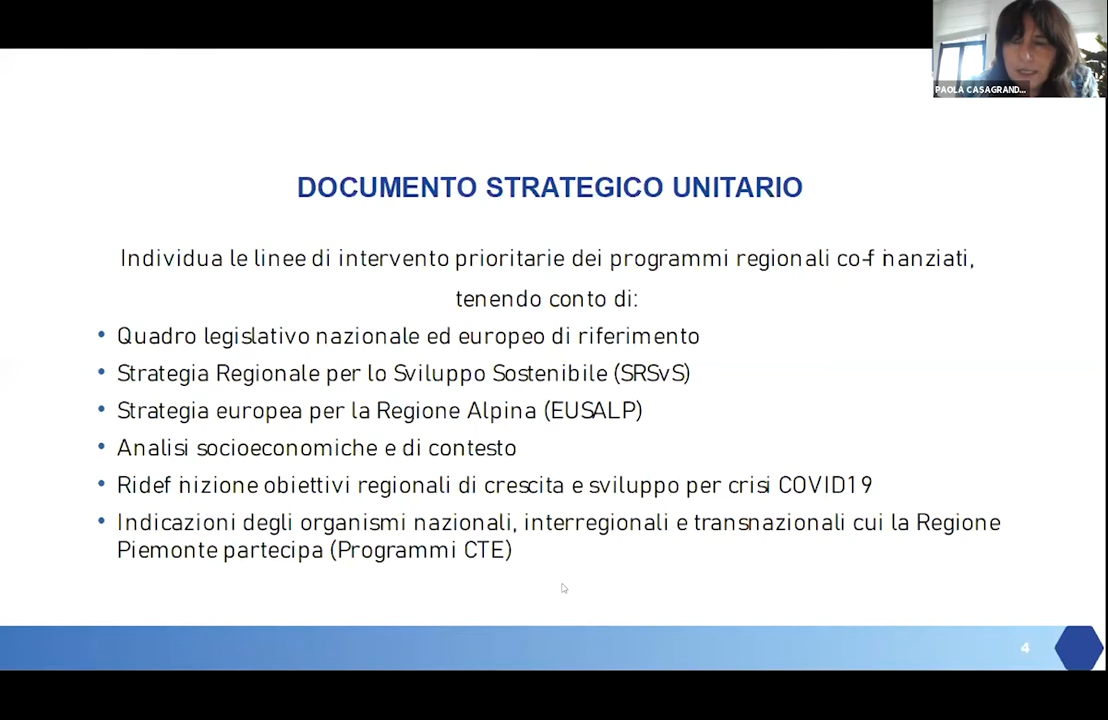 PAOLA CASAGRAND...
DOCUMENTO STRATEGICO UNITARIO
Individua le linee di intervento prioritarie dei programmi regionali co-f nanziati,
tenendo conto di:
• Quadro legislativo nazionale ed europeo di riferimento
• Strategia Regionale per lo Sviluppo Sostenibile (SRSvS)
• Strategia europea per la Regione Alpina (EUSALP)
• Analisi socioeconomiche e di contesto
• Ridef nizione obiettivi regionali di crescita e sviluppo per crisi COVID19
• Indicazioni degli organismi nazionali, interregionali e transnazionali cui la Regione
Piemonte partecipa (Programmi CTE)
4